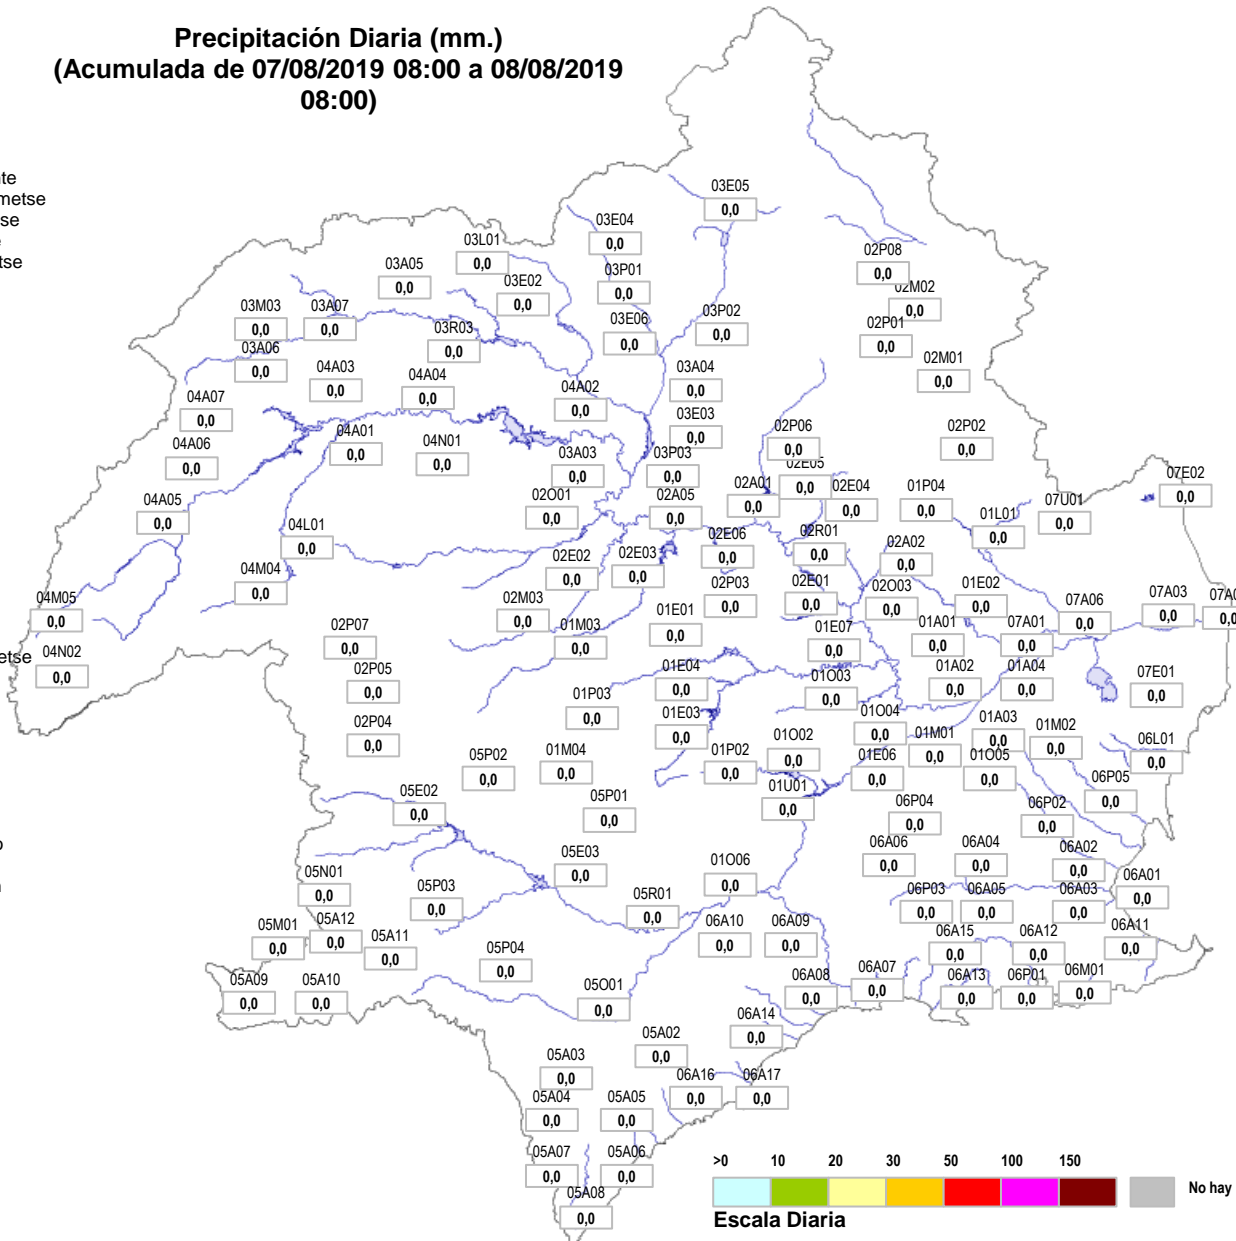 Precipitación Diaria (mm.)
(Acumulada de 07/08/2019 08:00 a 08/08/2019
08:00)
03E05
0,0
03E04
0,0
03L01
0,0
02P08
0,0
03A05
0,0
03P01
0,0
03E02
0,0
02M02
0,0
03M03
0,0
03A07
0,0
03E06
0,0
03P02
0,0
03R03
0,0
02P01
0,0
03A06
0,0
02M01
0,0
04A03
0,0
04A04
0,0
03A04
0,0
04A02
0,0
04A07
0,0
03E03
0,0
02P06
0,0
02P02
0,0
04A01
0,0
04N01
0,0
04A06
0,0
03A03
0,0
03P03
0,0
02E05
0,0
07E02
0,0
02A01
0,0
02E04
0,0
01P04
0,0
04A05
0,0
02O01
0,0
02A05
0,0
07U01
0,0
01L01
0,0
04L01
0,0
02E06
0,0
02R01
0,0
02A02
0,0
02E02
0,0
02E03
0,0
04M04
0,0
02P03
0,0
02E01
0,0
02O03
0,0
01E02
0,0
07A03
0,0
07A0
0,0
04M05
0,0
02M03
0,0
07A06
0,0
01E01
0,0
02P07
0,0
01M03
0,0
01E07
0,0
01A01
0,0
07A01
0,0
etse
04N02
0,0
02P05
0,0
01E04
0,0
01O03
0,0
01A02
0,0
01A04
0,0
07E01
0,0
01P03
0,0
02P04
0,0
01E03
0,0
01O04
0,0
01A03
0,0
01M02
0,0
05P02
0,0
01M04
0,0
01P02
0,0
01O02
0,0
01M01
0,0
01E06
0,0
01O05
0,0
06L01
0,0
05E02
0,0
05P01
0,0
01U01
0,0
06P04
0,0
06P02
0,0
06P05
0,0
05E03
0,0
01O06
0,0
06A06
0,0
06A04
0,0
06A02
0,0
05N01
0,0
05P03
0,0
05R01
0,0
06P03
0,0
06A05
0,0
06A03
0,0
06A01
0,0
05M01
0,0
05A12
0,0
05A11
0,0
06A10
0,0
06A09
0,0
06A15
0,0
06A12
0,0
06A11
0,0
05P04
0,0
05A09
0,0
05A10
0,0
05O01
0,0
06A08
0,0
06A07
0,0
06A13
0,0
06P01
0,0
06M01
0,0
06A14
0,0
05A02
0,0
05A03
0,0
06A16
0,0
06A17
0,0
05A04
0,0
05A05
0,0
05A07
0,0
05A06
0,0
05A08
0,0
>0 10 20 30 50 100 150
No hay
Escala Diaria